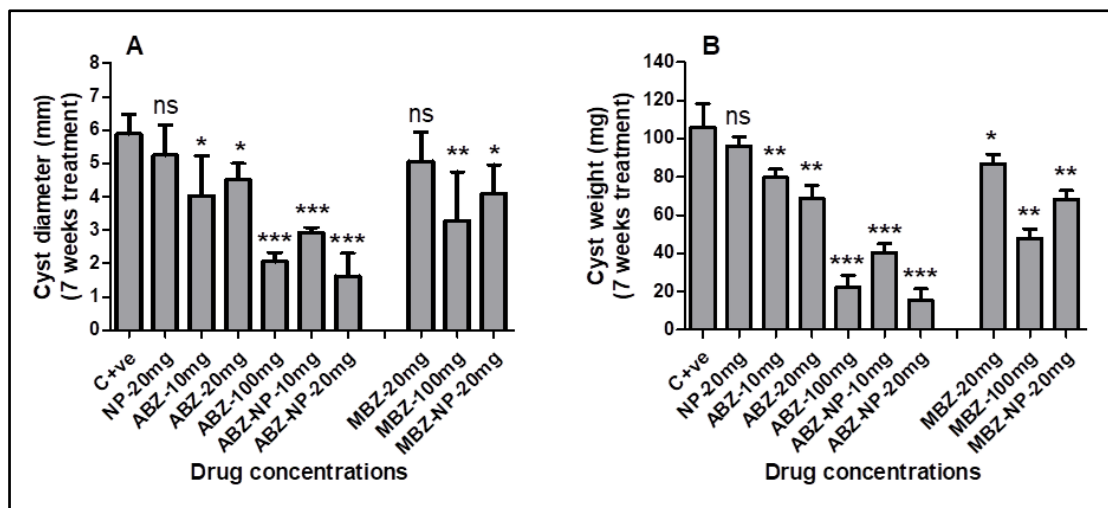 A
Cyst diameter (mm)
(7 weeks treatment)
8
7
6
5
4
3
2
1
0
ns
*
*
***
***
***
ns
**
*
C+ve
NP-20mg
ABZ-10mg
ABZ-20mg
ABZ-100mg
ABZ-NP-10mg
ABZ-NP-20mg
MBZ-20mg
MBZ-100mg
MBZ-NP-20mg
Drug concentrations
B
Cyst weight (mg)
(7 weeks treatment)
140
120
100
80
60
40
20
0
ns
**
**
***
***
***
*
**
**
C+ve
NP-20mg
ABZ-10mg
ABZ-20mg
ABZ-100mg
ABZ-NP-10mg
ABZ-NP-20mg
MBZ-20mg
MBZ-100mg
MBZ-NP-20mg
Drug concentrations